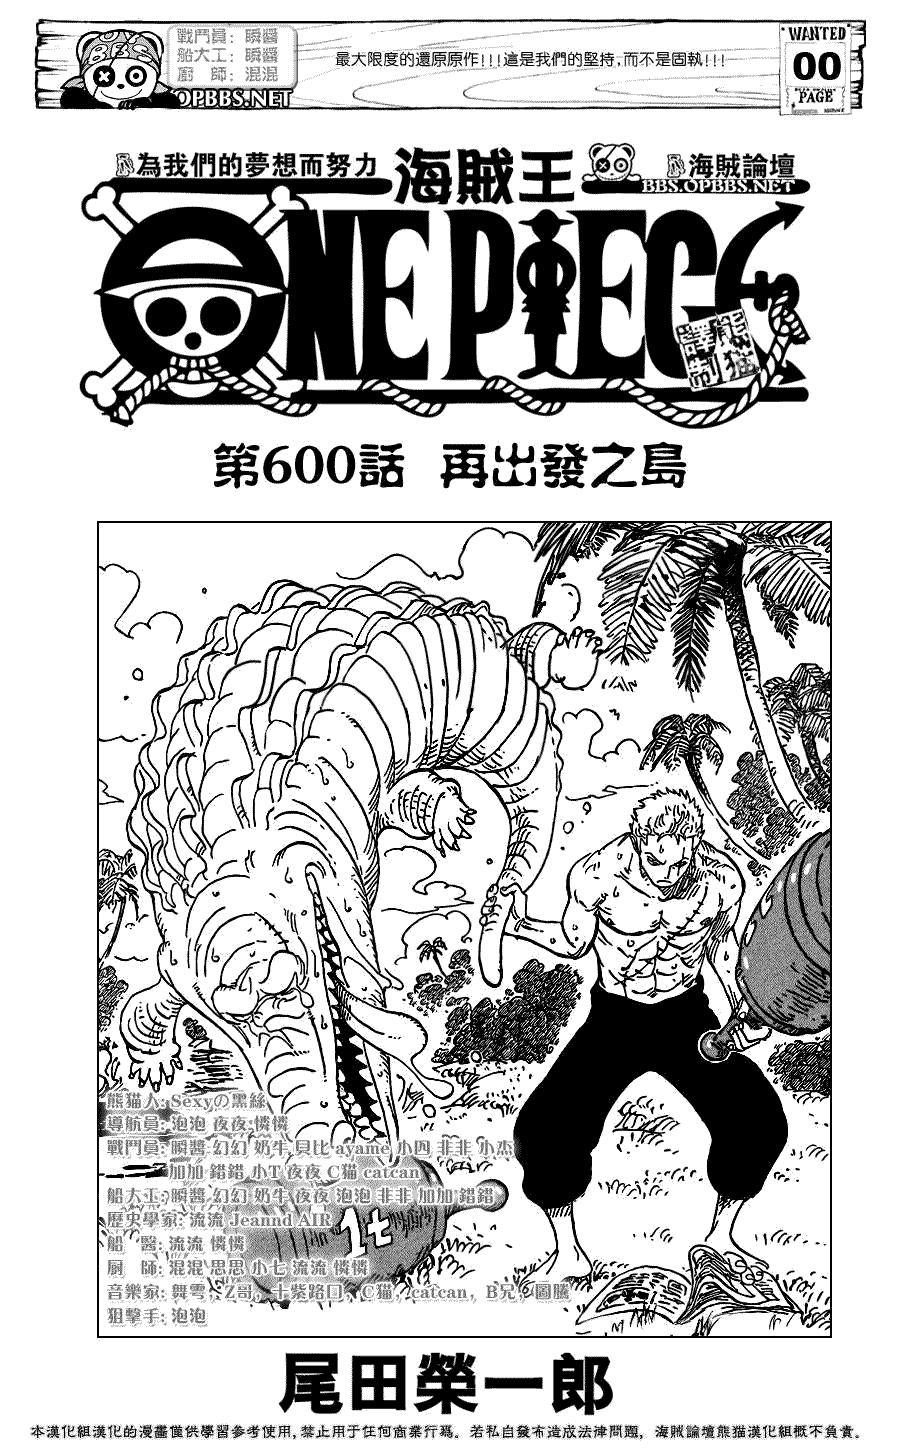 戰鬥員：瞬醬
船大工：瞬醬
廚　師：混混
OPBBS.NET
最大限度的還原原作!!!這是我們的堅持,而不是固執!!!
WANTED
00
PAGE
為我們的夢想而努力
海賊王
海賊論壇
BBS.OPBBS.NET
ONE PIECE
熊猫譯制
第600話 再出發之島
熊猫人: Sexyの黑絲
導航員: 泡泡 夜夜 憐憐
戰鬥員: 瞬醬 幻幻 奶牛 貝比 ayame 小四 非非 小杰
加加 錯錯 小T 夜夜 C猫 catcan
船大工: 瞬醬 幻幻 奶牛 夜夜 泡泡 非非 加加 錯錯
歷史學家: 流流 Jeannd AIR
船　醫: 流流 憐憐
厨　師: 混混 思思 小七 流流 憐憐
音樂家: 舞雩，Z哥，十紫路口，C猫，catcan，B兄，圖騰
狙擊手: 泡泡
1t
尾田榮一郎
本漢化組漢化的漫畫僅供學習參考使用,禁止用于任何商業行爲。若私自發布造成法律問題，海賊論壇熊猫漢化組概不負責。